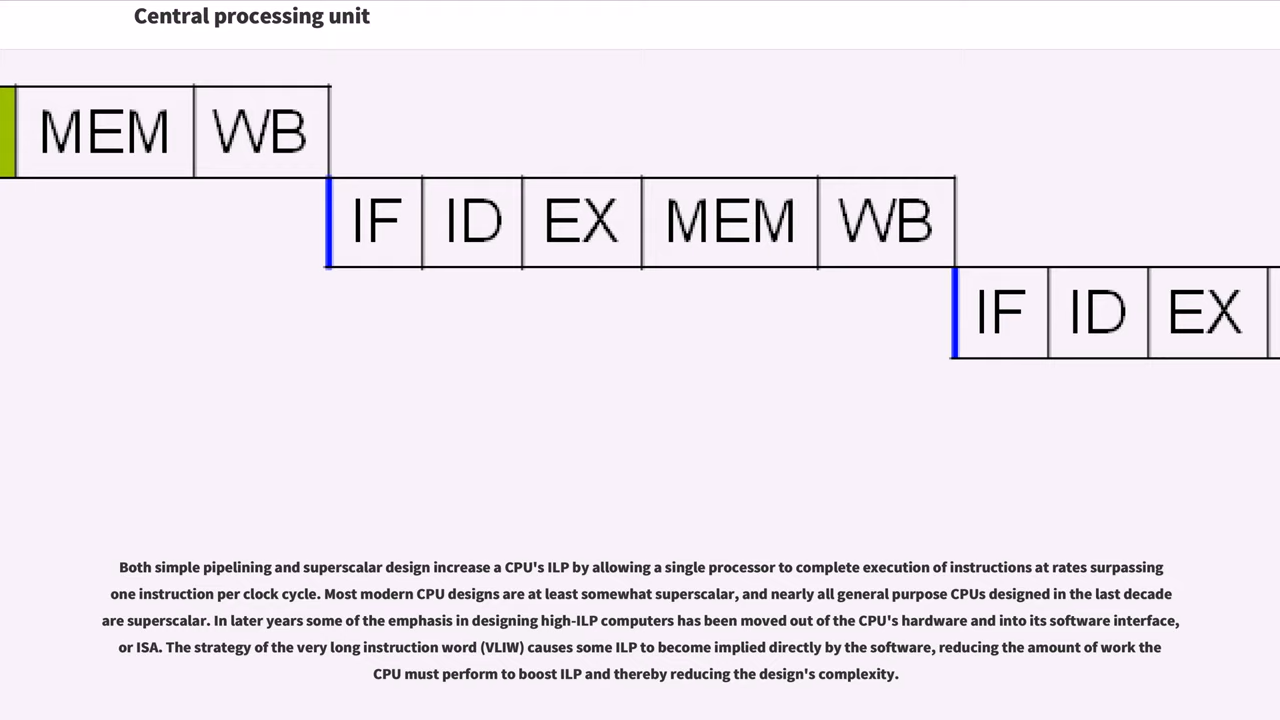 Central processing unit
MEM WB
IF ID EX MEM WB
IF ID EX
Both simple pipelining and superscalar design increase a CPU's ILP by allowing a single processor to complete execution of instructions at rates surpassing
one instruction per clock cycle. Most modern CPU designs are at least somewhat superscalar, and nearly all general purpose CPUs designed in the last decade
are superscalar. In later years some of the emphasis in designing high-ILP computers has been moved out of the CPU's hardware and into its software interface,
or ISA. The strategy of the very long instruction word (VLIW) causes some ILP to become implied directly by the software, reducing the amount of work the
CPU must perform to boost ILP and thereby reducing the design's complexity.